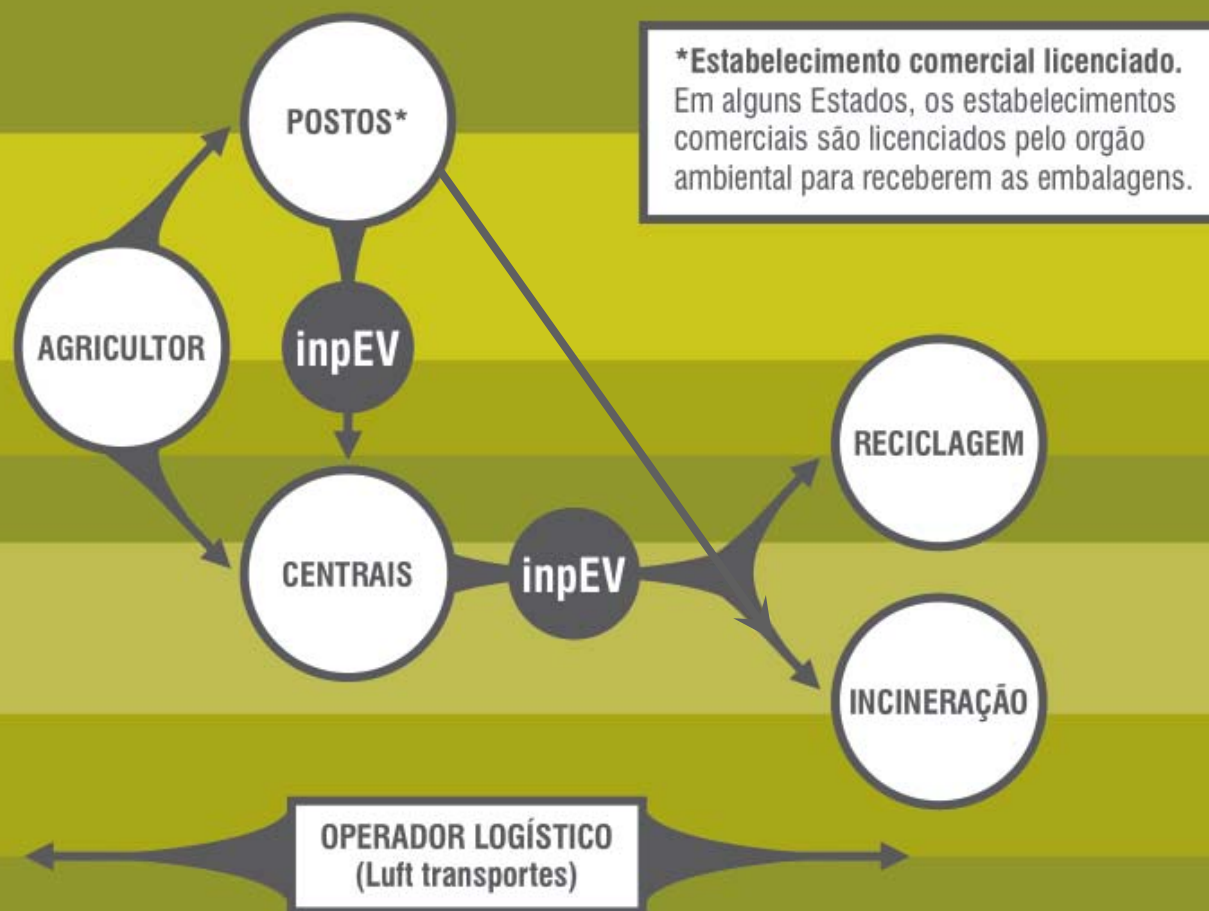 POSTOS*
*Estabelecimento comercial licenciado.
Em alguns Estados, os estabelecimentos
comerciais são licenciados pelo orgão
ambiental para receberem as embalagens.
AGRICULTOR
inpEV
RECICLAGEM
CENTRAIS
inpEV
INCINERAÇÃO
OPERADOR LOGÍSTICO
(Luft transportes)